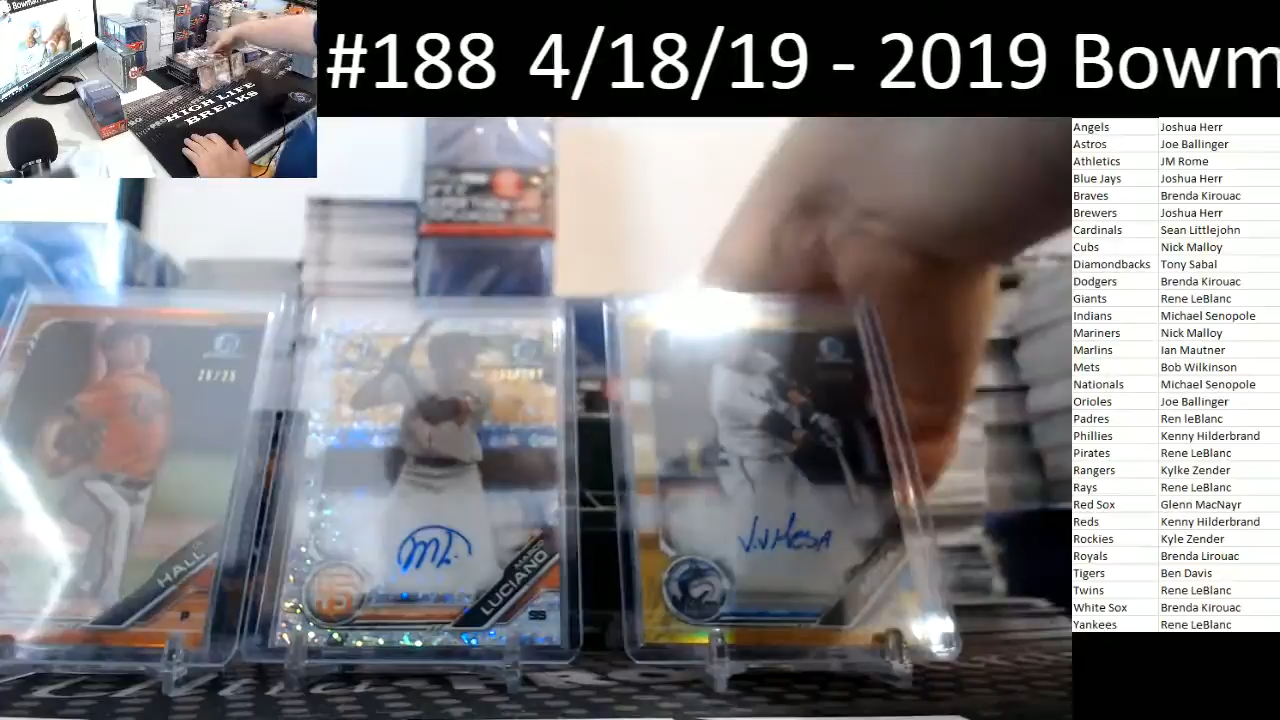 #188 4/18/19 - 2019 Bowm
HIGH LIFE
BREAKS
Angels Joshua Herr
Astros Joe Ballinger
Athletics JM Rome
Blue Jays Joshua Herr
Braves Brenda Kirouac
Brewers Joshua Herr
Cardinals Sean Littlejohn
Cubs Nick Malloy
Diamondbacks Tony Sabal
Dodgers Brenda Kirouac
Giants Rene LeBlanc
Indians Michael Senopole
Mariners Nick Malloy
Marlins Ian Mautner
Mets Bob Wilkinson
Nationals Michael Senopole
Orioles Joe Ballinger
Padres Ren leBlanc
Phillies Kenny Hilderbrand
Pirates Rene LeBlanc
Rangers Kylke Zender
Rays Rene LeBlanc
Red Sox Glenn MacNayr
Reds Kenny Hilderbrand
Rockies Kyle Zender
Royals Brenda Lirouac
Tigers Ben Davis
Twins Rene LeBlanc
White Sox Brenda Kirouac
Yankees Rene LeBlanc
HALL
P
MARCO
LUCIANO
SS
V.V Mesa